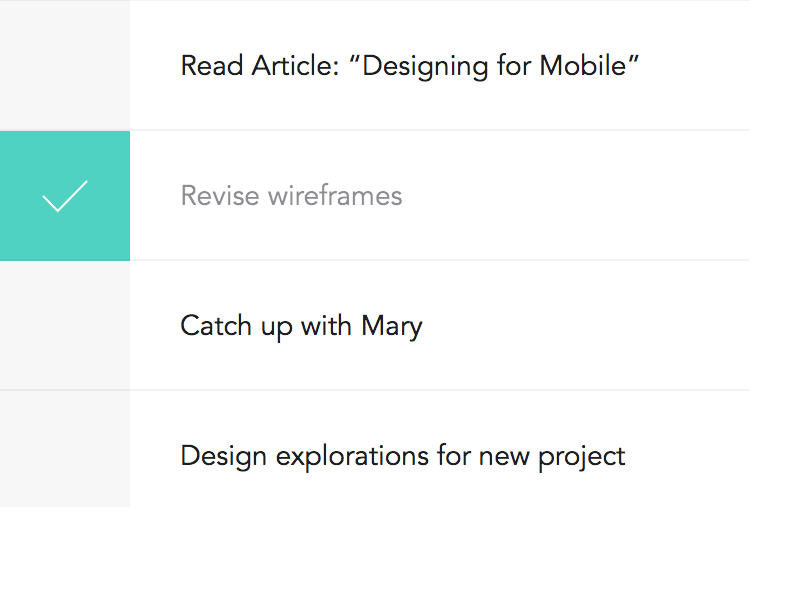 Read Article: “Designing for Mobile”
Revise wireframes
Catch up with Mary
Design explorations for new project